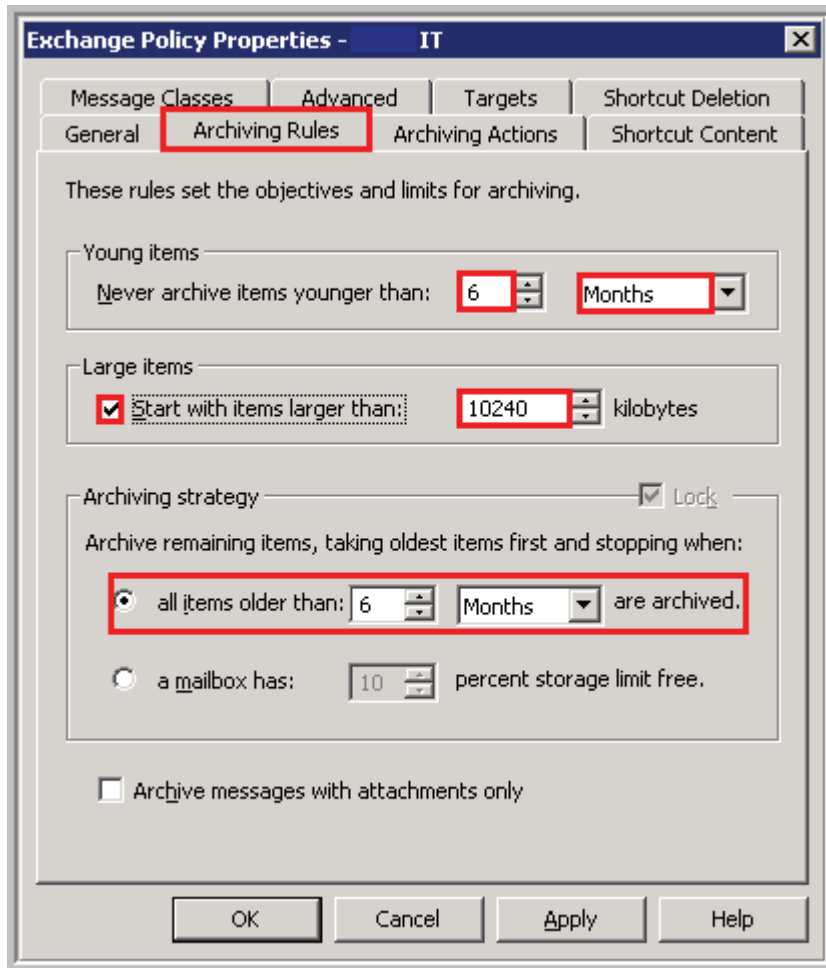 Exchange Policy Properties - IT
Message Classes Advanced Targets Shortcut Deletion
General Archiving Rules Archiving Actions Shortcut Content
These rules set the objectives and limits for archiving.
Young items
Never archive items younger than: 6 Months
Large items
Start with items larger than: 10240 kilobytes
Archiving strategy Lock
Archive remaining items, taking oldest items first and stopping when:
all items older than: 6 Months are archived.
a mailbox has: 10 percent storage limit free.
Archive messages with attachments only
OK Cancel Apply Help